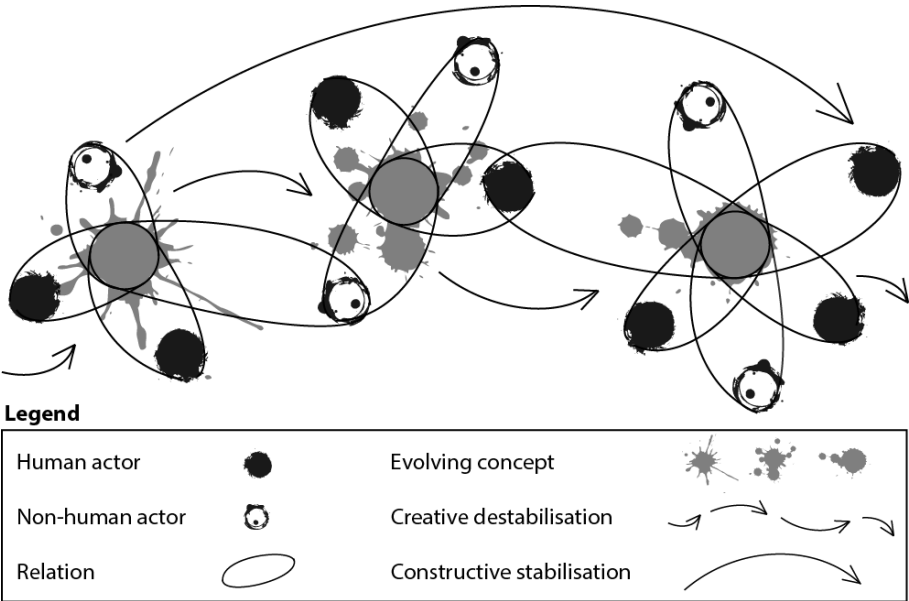 Legend
Human actor
Evolving concept
Non-human actor
Creative destabilisation
Relation
Constructive stabilisation